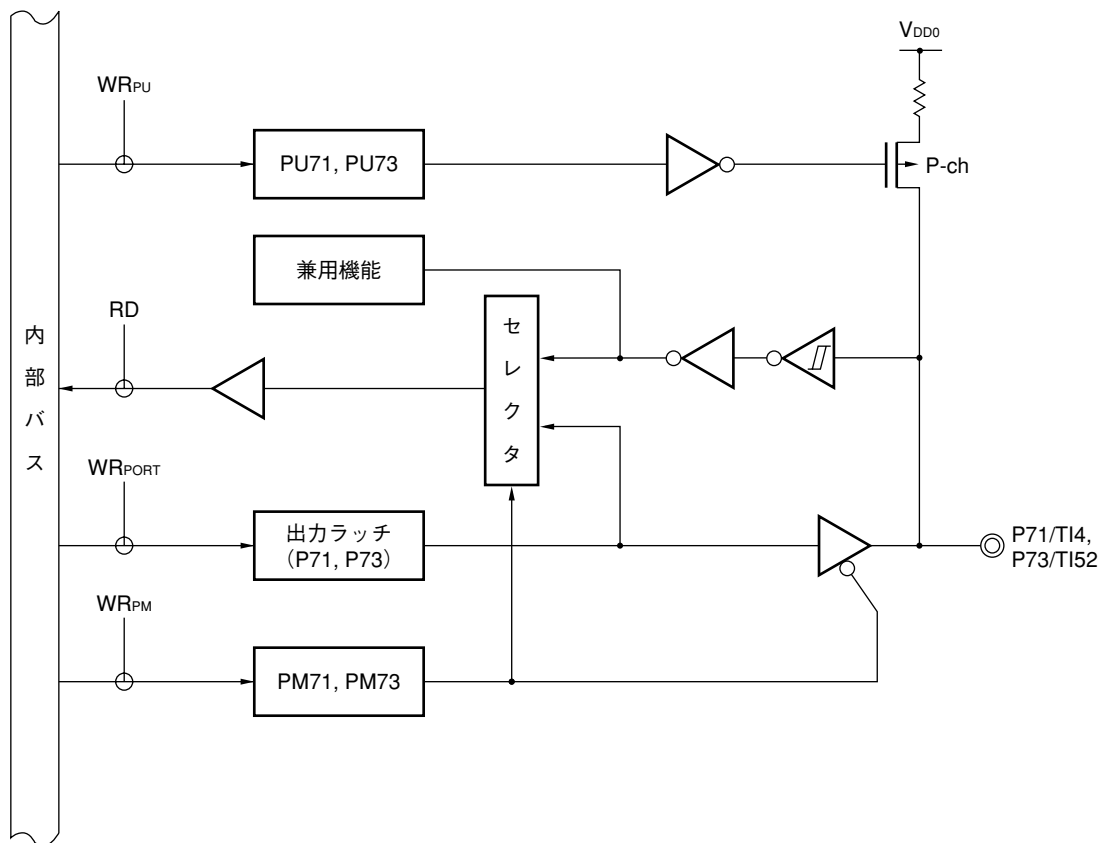 VDD0
WRPU
PU71, PU73
P-ch
兼用機能
RD
セレクタ
内部バス
WRPORT
出力ラッチ
（P71, P73）
P71/TI4,
P73/TI52
WRPM
PM71, PM73